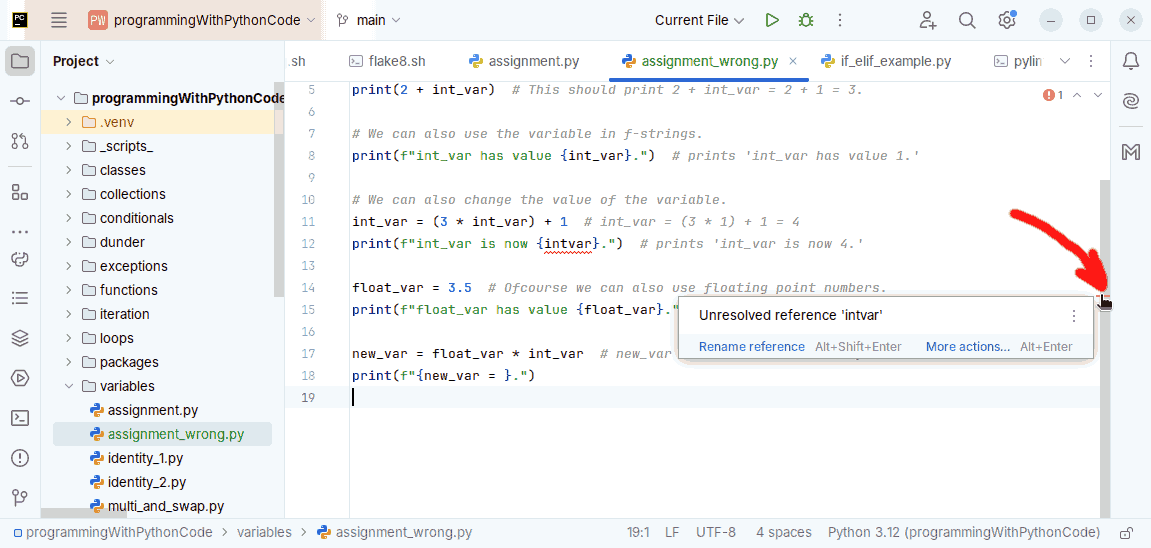 PC
PW programmingWithPythonCode
main
Current File
Project
.sh
flake8.sh
assignment.py
assignment_wrong.py
if_elif_example.py
pylin
programmingWithPythonCode
.venv
_scripts_
classes
collections
conditionals
dunder
exceptions
functions
iteration
loops
packages
variables
assignment.py
assignment_wrong.py
identity_1.py
identity_2.py
multi_and_swap.py
1
5 print(2 + int_var)  # This should print 2 + int_var = 2 + 1 = 3.
6
7 # We can also use the variable in f-strings.
8 print(f"int_var has value {int_var}.")  # prints 'int_var has value 1.'
9
10 # We can also change the value of the variable.
11 int_var = (3 * int_var) + 1  # int_var = (3 * 1) + 1 = 4
12 print(f"int_var is now {intvar}.")  # prints 'int_var is now 4.'
13
14 float_var = 3.5  # Ofcourse we can also use floating point numbers.
15 print(f"float_var has value {float_var}."
16
17 new_var = float_var * int_var  # new_var
18 print(f"{new_var = }.")
19
Unresolved reference 'intvar'
Rename reference Alt+Shift+Enter More actions... Alt+Enter
programmingWithPythonCode > variables > assignment_wrong.py
19:1 LF UTF-8 4 spaces Python 3.12 (programmingWithPythonCode)